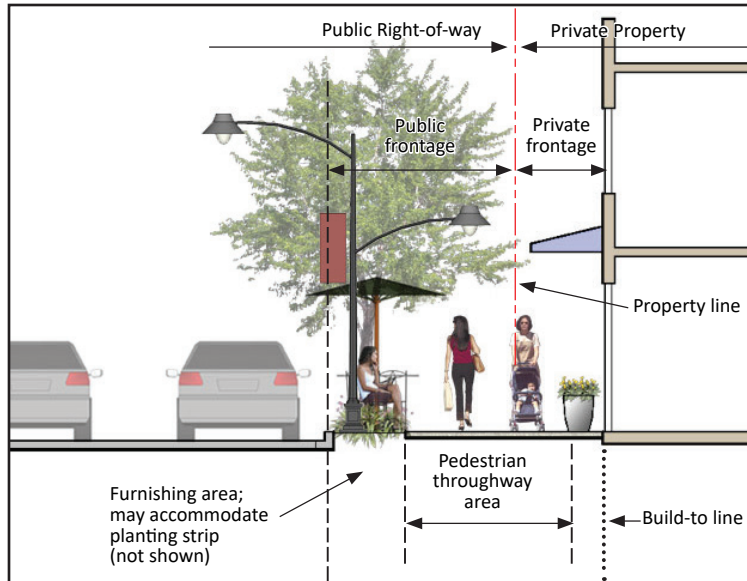 Public Right-of-way
Private Property
Public
frontage
Private
frontage
Property line
Pedestrian
throughway
area
Furnishing area;
may accommodate
planting strip
(not shown)
Build-to line